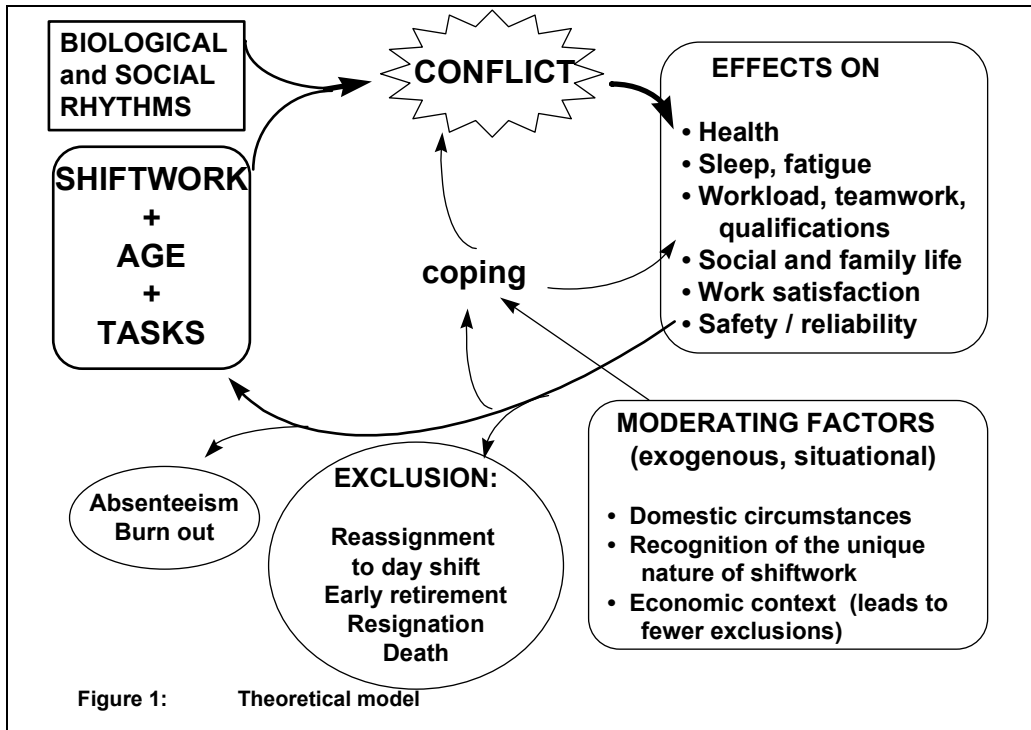 BIOLOGICAL
and SOCIAL
RHYTHMS
CONFLICT
EFFECTS ON
• Health
• Sleep, fatigue
• Workload, teamwork,
qualifications
• Social and family life
• Work satisfaction
• Safety / reliability
SHIFTWORK
+
AGE
+
TASKS
coping
MODERATING FACTORS
(exogenous, situational)
• Domestic circumstances
• Recognition of the unique
nature of shiftwork
• Economic context (leads to
fewer exclusions)
Absenteeism
Burn out
EXCLUSION:
Reassignment
to day shift
Early retirement
Resignation
Death
Figure 1: Theoretical model